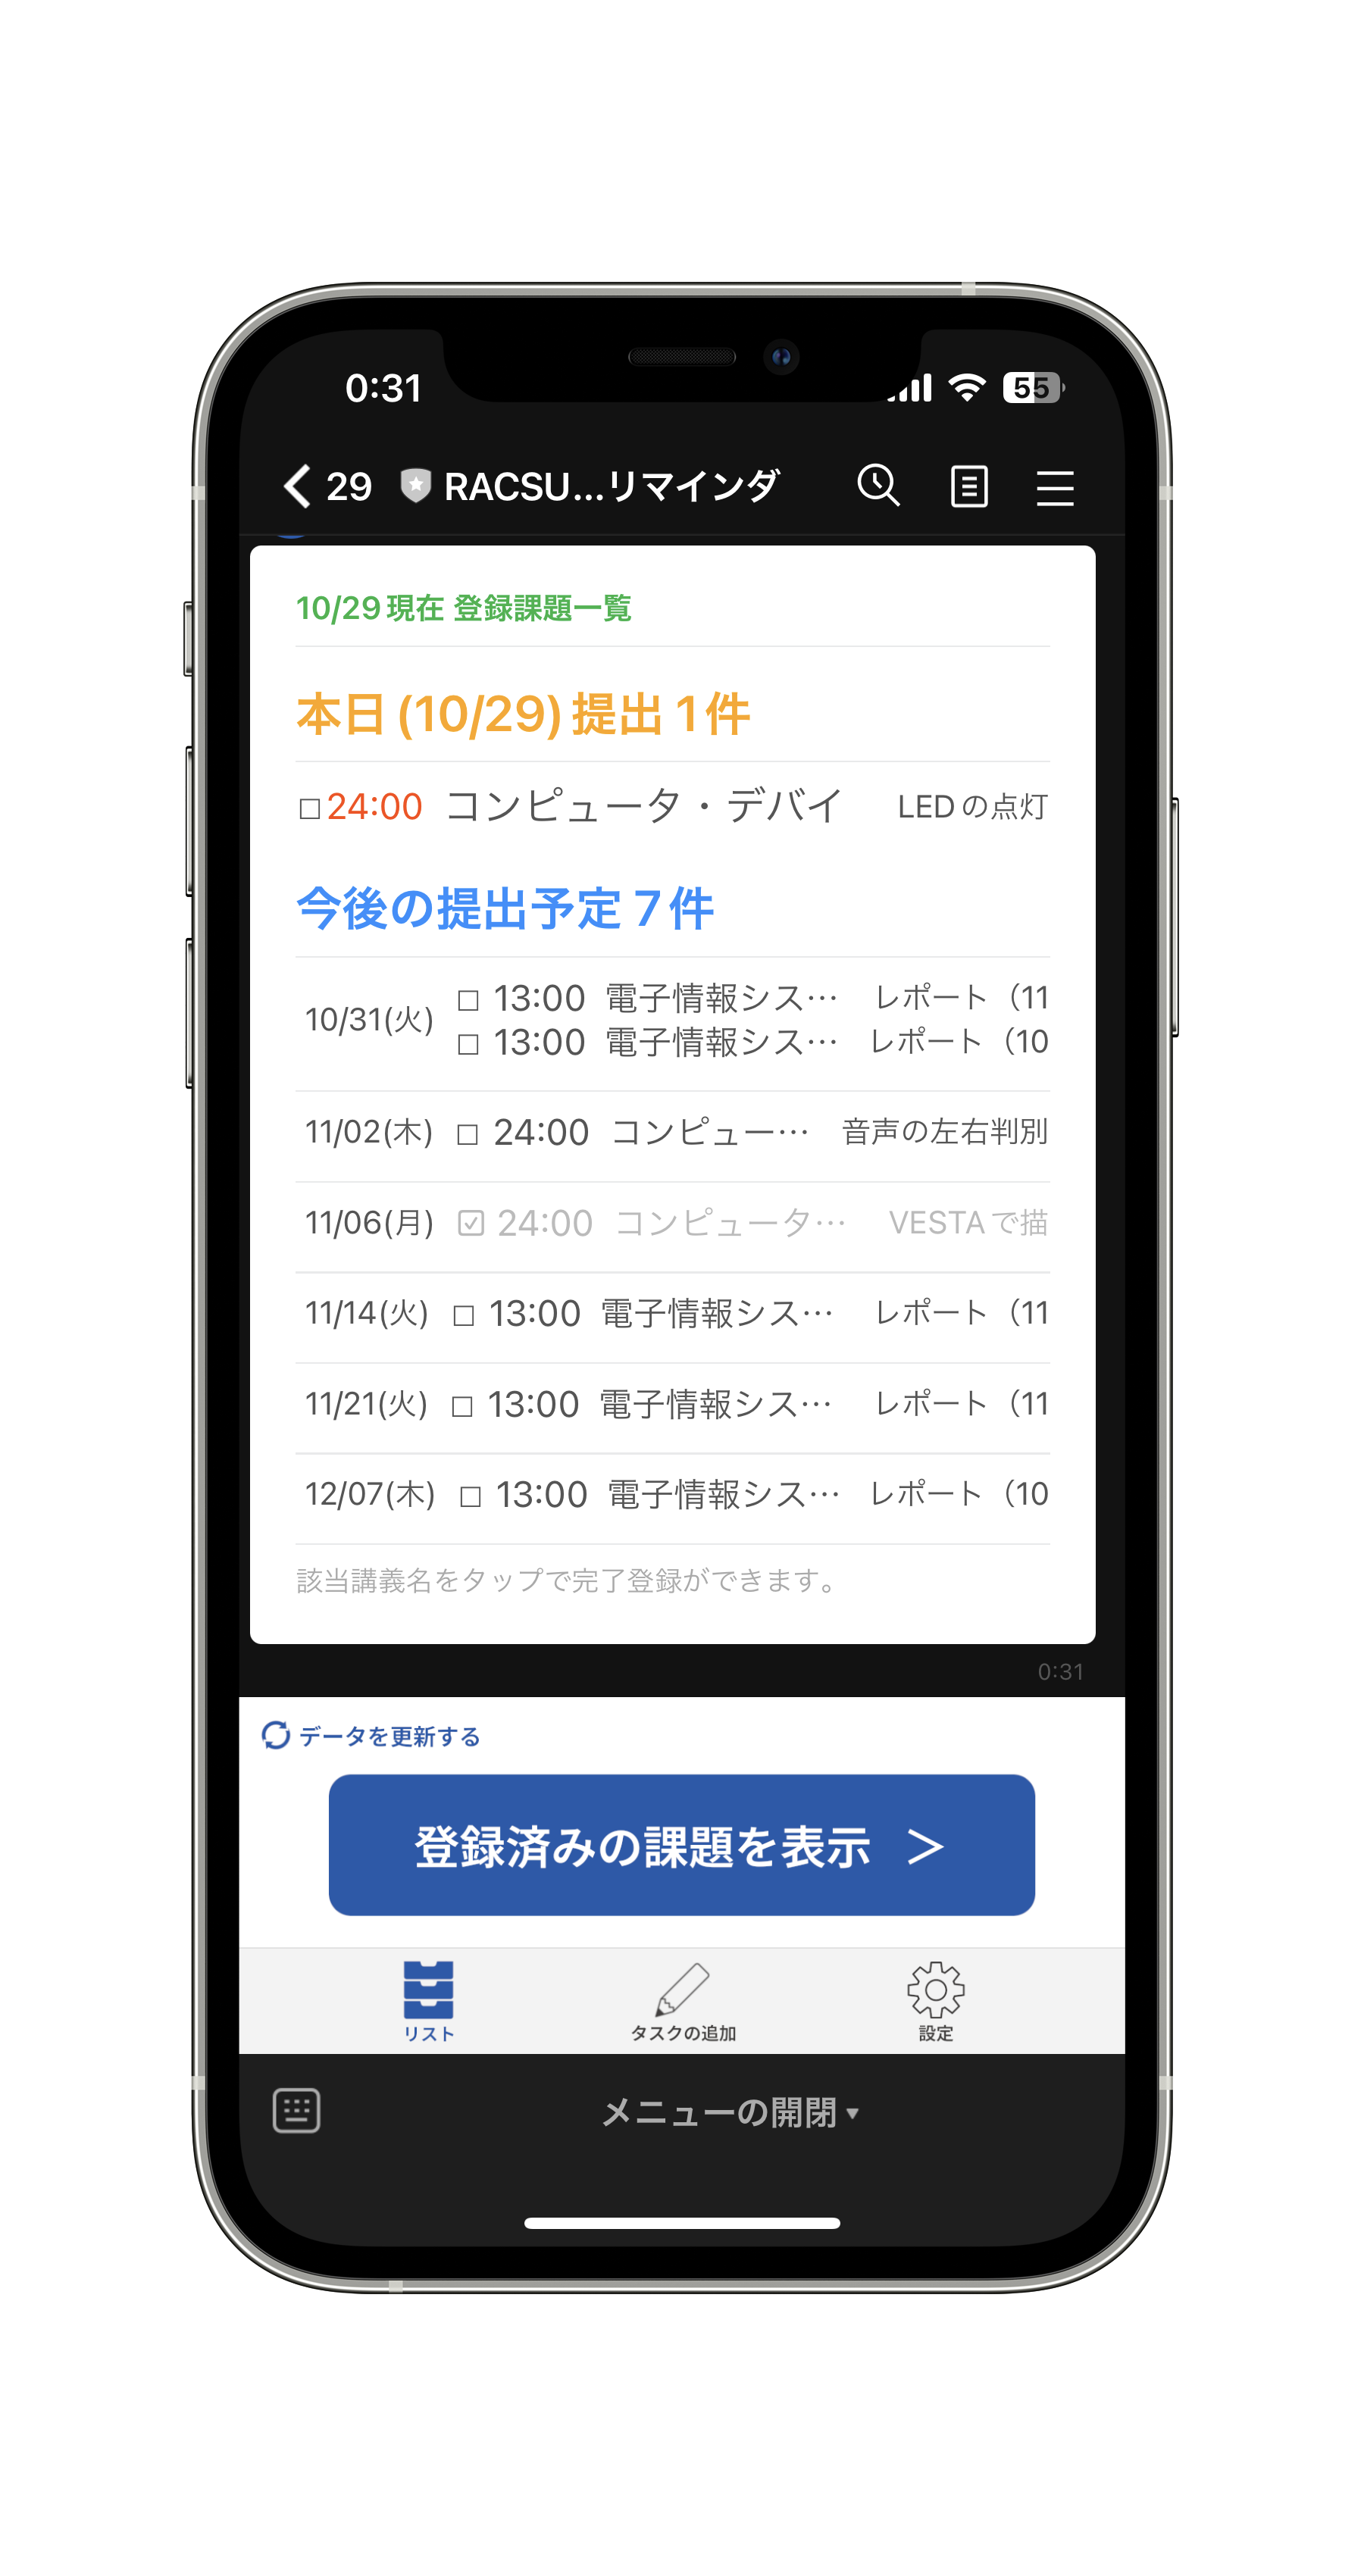 0:31
55
29 RACSU...リマインダ
10/29現在 登録課題一覧
本日(10/29)提出 1件
□24:00 コンピュータ・デバイ LEDの点灯
今後の提出予定 7件
10/31(火) □ 13:00 電子情報シス… レポート（11
□ 13:00 電子情報シス… レポート（10
11/02(木) □ 24:00 コンピュー… 音声の左右判別
11/06(月) ☑ 24:00 コンピュータ… VESTAで描
11/14(火) □ 13:00 電子情報シス… レポート（11
11/21(火) □ 13:00 電子情報シス… レポート（11
12/07(木) □ 13:00 電子情報シス… レポート（10
該当講義名をタップで完了登録ができます。
0:31
データを更新する
登録済みの課題を表示 ＞
リスト タスクの追加 設定
メニューの開閉 ▾